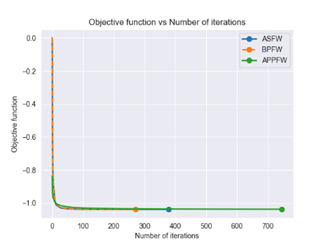 Objective function vs Number of iterations
ASFW
BPFW
APPFW
Objective function
0.0
−0.2
−0.4
−0.6
−0.8
−1.0
0 100 200 300 400 500 600 700
Number of iterations